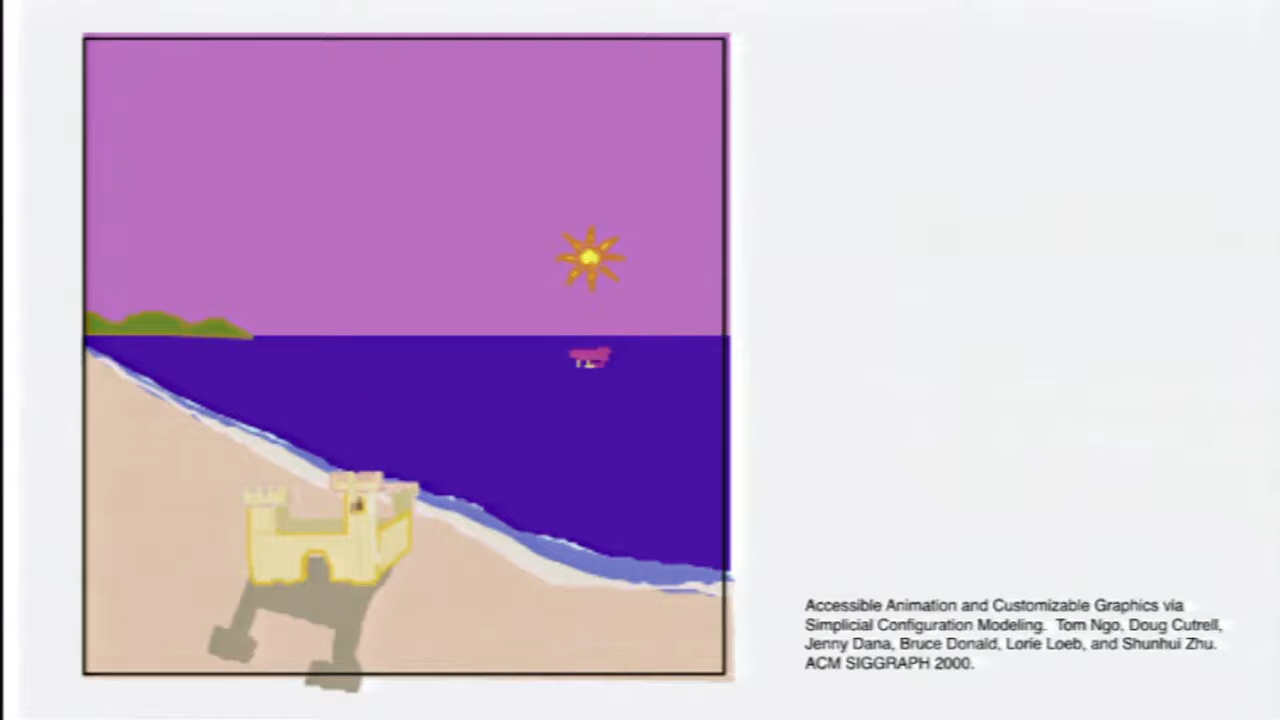 Accessible Animation and Customizable Graphics via
Simplicial Configuration Modeling. Tom Ngo, Doug Cutrell,
Jenny Dana, Bruce Donald, Lorie Loeb, and Shunhui Zhu.
ACM SIGGRAPH 2000.